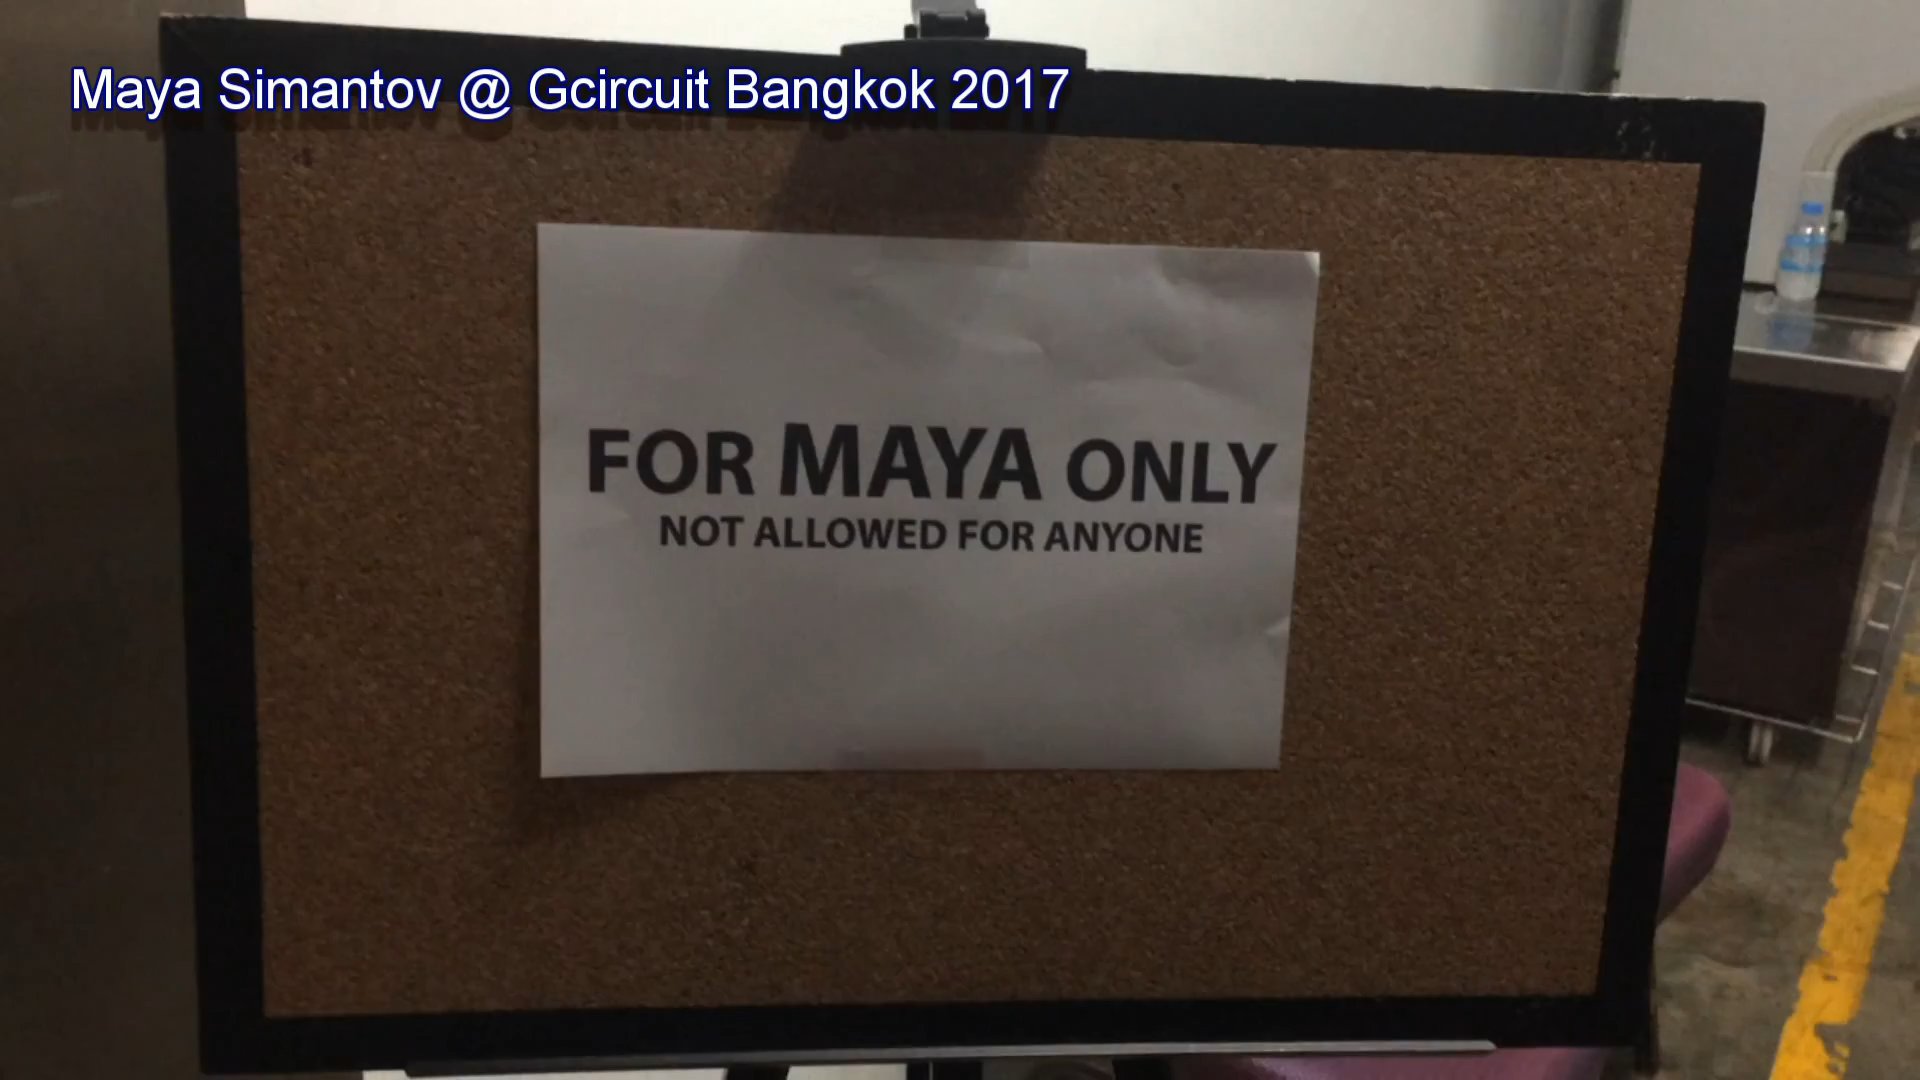 Maya Simantov @ Gcircuit Bangkok 2017
FOR MAYA ONLY
NOT ALLOWED FOR ANYONE